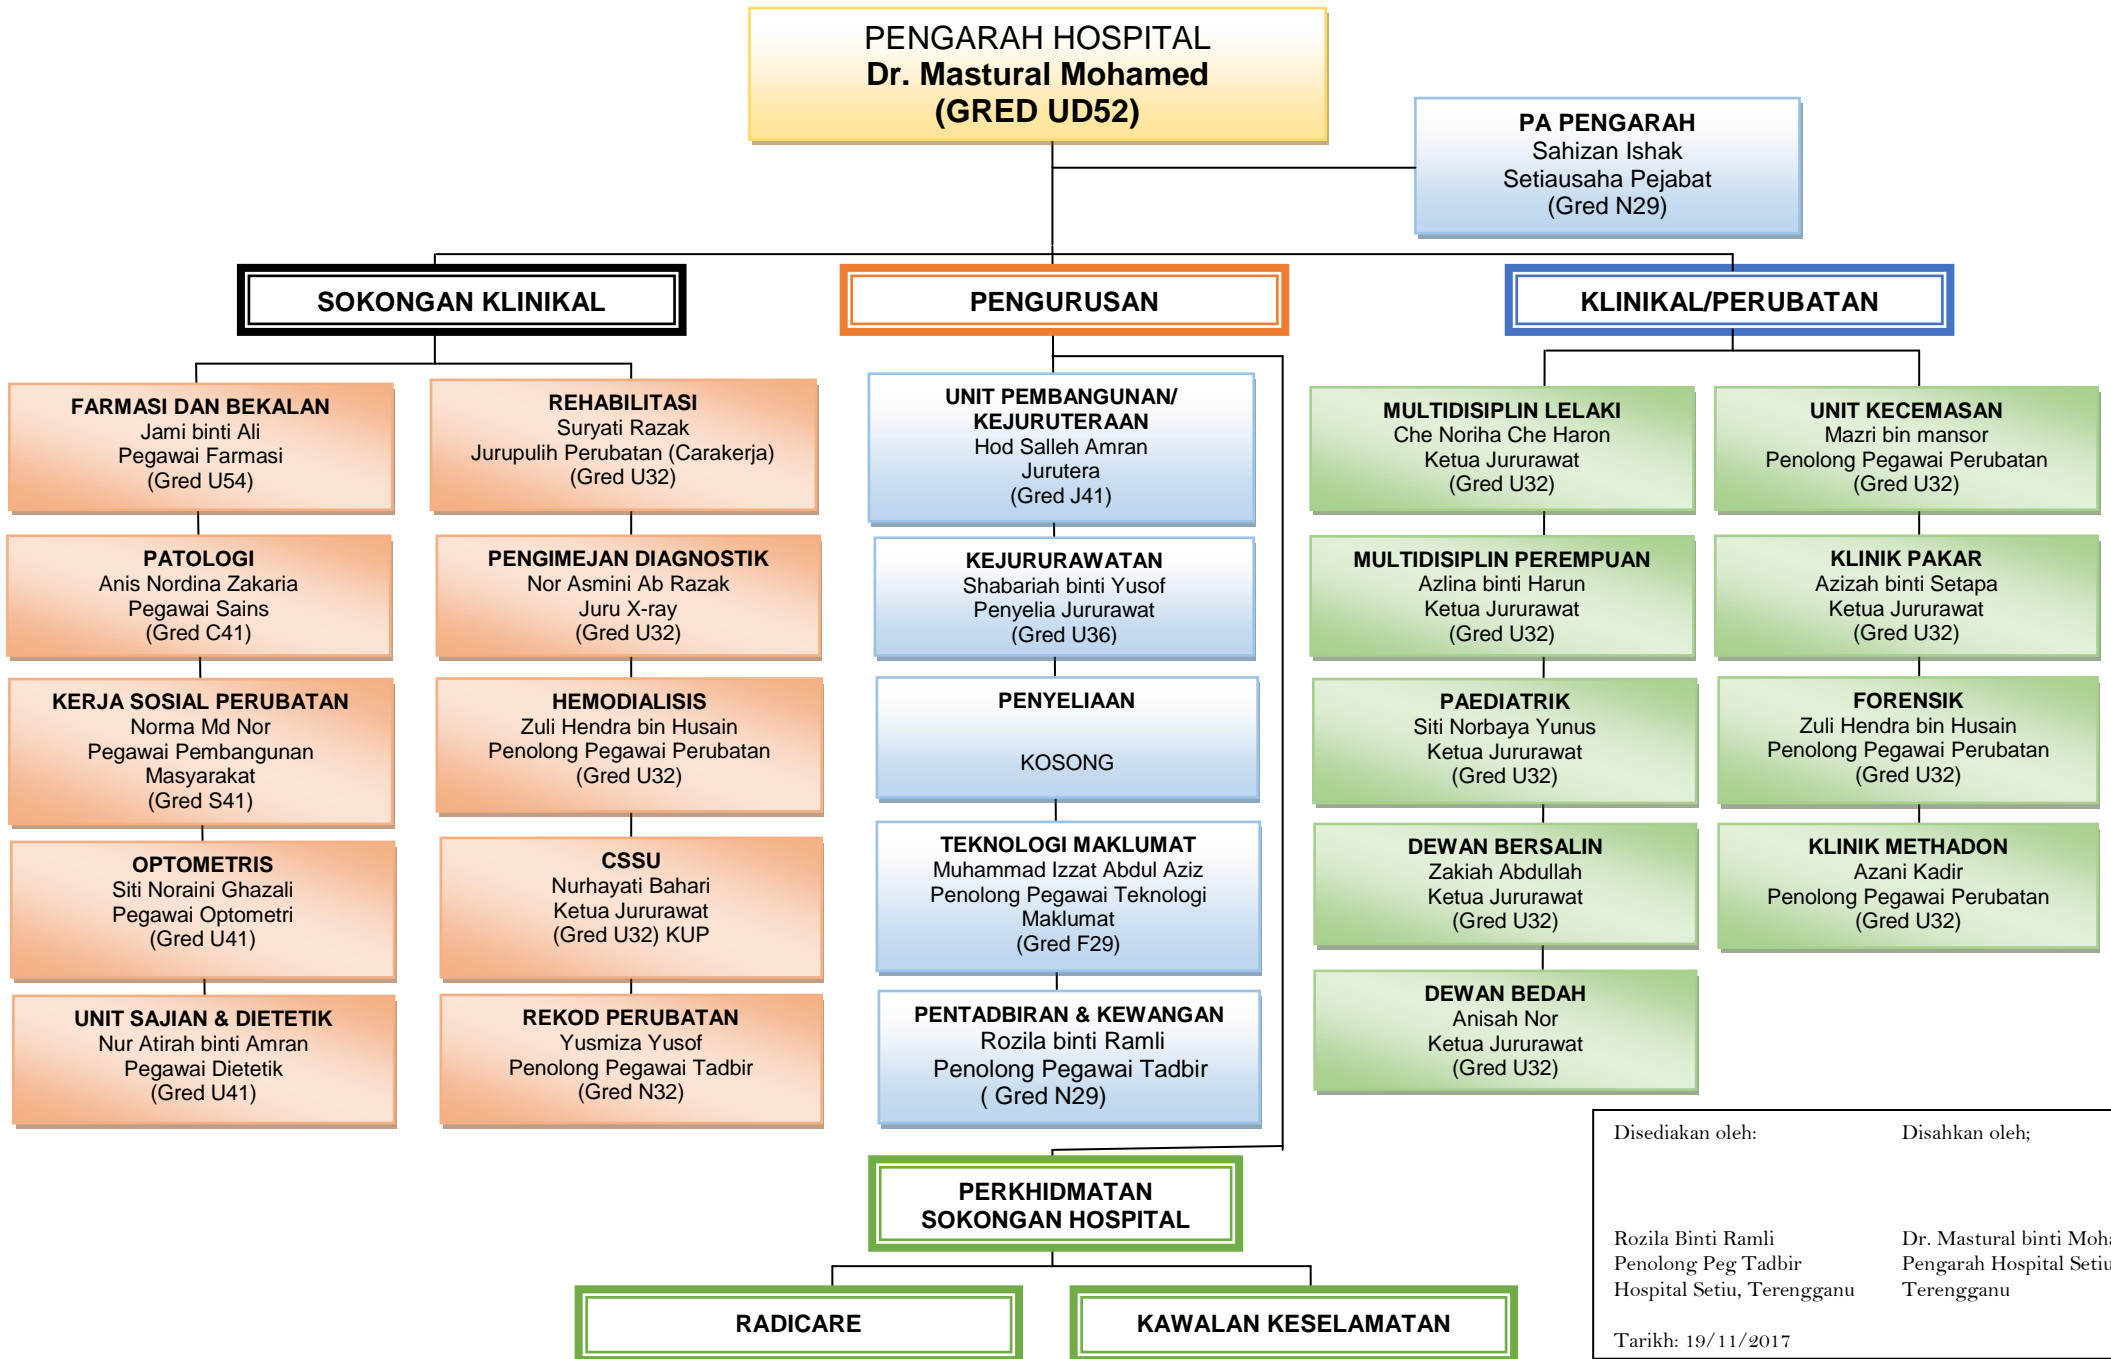 PENGARAH HOSPITAL
Dr. Mastural Mohamed
(GRED UD52)
PA PENGARAH
Sahizan Ishak
Setiausaha Pejabat
(Gred N29)
SOKONGAN KLINIKAL
PENGURUSAN
KLINIKAL/PERUBATAN
FARMASI DAN BEKALAN
Jami binti Ali
Pegawai Farmasi
(Gred U54)
PATOLOGI
Anis Nordina Zakaria
Pegawai Sains
(Gred C41)
KERJA SOSIAL PERUBATAN
Norma Md Nor
Pegawai Pembangunan
Masyarakat
(Gred S41)
OPTOMETRIS
Siti Noraini Ghazali
Pegawai Optometri
(Gred U41)
UNIT SAJIAN & DIETETIK
Nur Atirah binti Amran
Pegawai Dietetik
(Gred U41)
REHABILITASI
Suryati Razak
Jurupulih Perubatan (Carakerja)
(Gred U32)
PENGIMEJAN DIAGNOSTIK
Nor Asmini Ab Razak
Juru X-ray
(Gred U32)
HEMODIALISIS
Zuli Hendra bin Husain
Penolong Pegawai Perubatan
(Gred U32)
CSSU
Nurhayati Bahari
Ketua Jururawat
(Gred U32) KUP
REKOD PERUBATAN
Yusmiza Yusof
Penolong Pegawai Tadbir
(Gred N32)
UNIT PEMBANGUNAN/
KEJURUTERAAN
Hod Salleh Amran
Jurutera
(Gred J41)
KEJURURAWATAN
Shabariah binti Yusof
Penyelia Jururawat
(Gred U36)
PENYELIAAN
KOSONG
TEKNOLOGI MAKLUMAT
Muhammad Izzat Abdul Aziz
Penolong Pegawai Teknologi
Maklumat
(Gred F29)
PENTADBIRAN & KEWANGAN
Rozila binti Ramli
Penolong Pegawai Tadbir
( Gred N29)
MULTIDISIPLIN LELAKI
Che Noriha Che Haron
Ketua Jururawat
(Gred U32)
MULTIDISIPLIN PEREMPUAN
Azlina binti Harun
Ketua Jururawat
(Gred U32)
PAEDIATRIK
Siti Norbaya Yunus
Ketua Jururawat
(Gred U32)
DEWAN BERSALIN
Zakiah Abdullah
Ketua Jururawat
(Gred U32)
DEWAN BEDAH
Anisah Nor
Ketua Jururawat
(Gred U32)
UNIT KECEMASAN
Mazri bin mansor
Penolong Pegawai Perubatan
(Gred U32)
KLINIK PAKAR
Azizah binti Setapa
Ketua Jururawat
(Gred U32)
FORENSIK
Zuli Hendra bin Husain
Penolong Pegawai Perubatan
(Gred U32)
KLINIK METHADON
Azani Kadir
Penolong Pegawai Perubatan
(Gred U32)
PERKHIDMATAN
SOKONGAN HOSPITAL
RADICARE
KAWALAN KESELAMATAN
Disediakan oleh:
Rozila Binti Ramli
Penolong Peg Tadbir
Hospital Setiu, Terengganu
Tarikh: 19/11/2017
Disahkan oleh;
Dr. Mastural binti
Pengarah Hospital Setiu
Terengganu